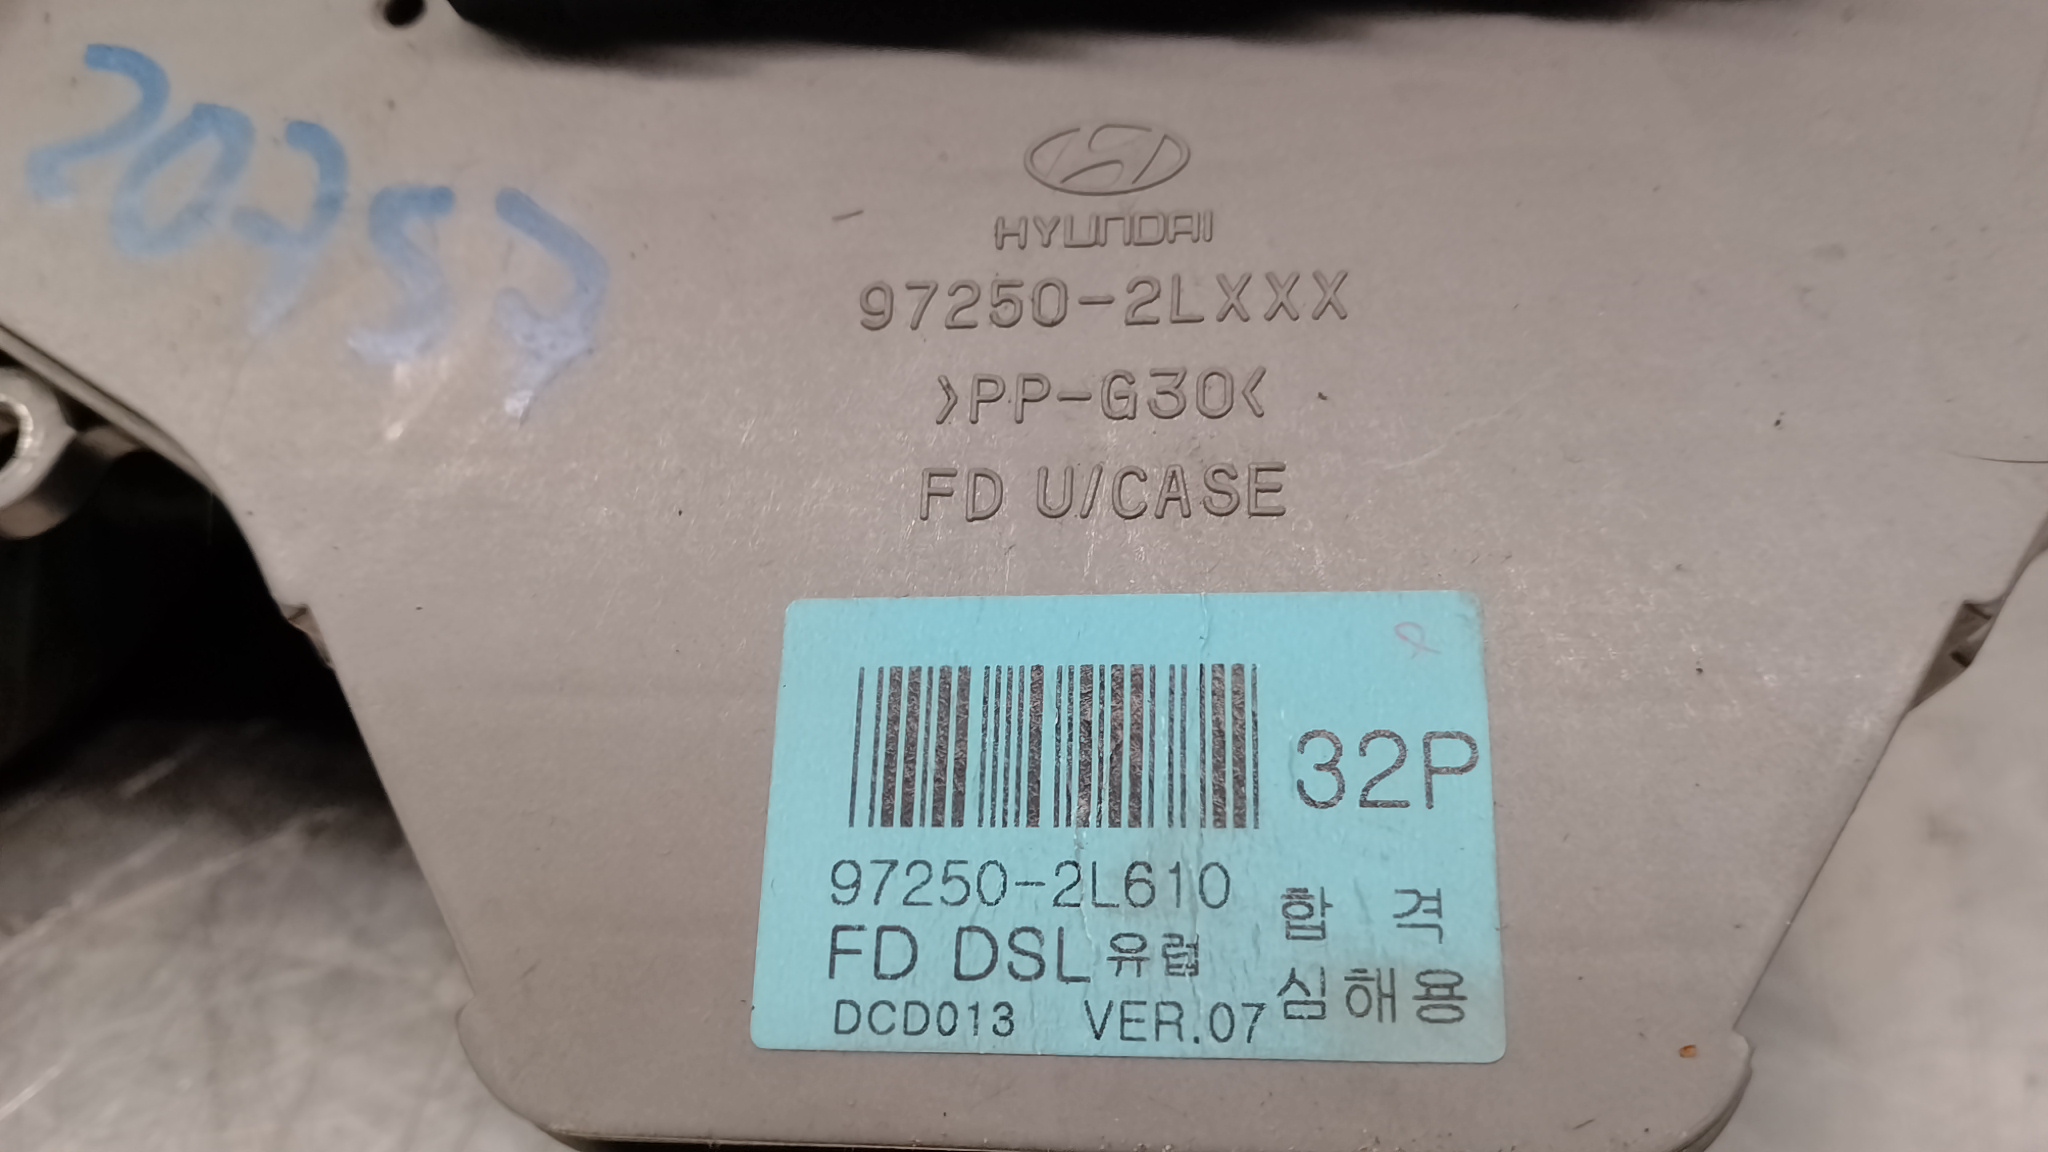 20757
HYUNDAI
97250-2LXXX
>PP-G30<
FD U/CASE
32P
97250-2L610
합 격
FD DSL 유럽
심해용
DCD013 VER.07